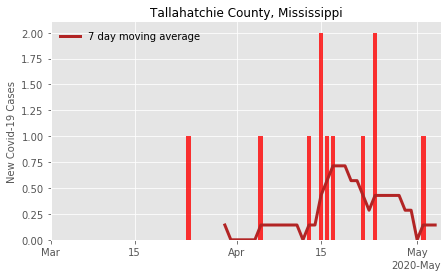 Tallahatchie County, Mississippi
7 day moving average
New Covid-19 Cases
2.00
1.75
1.50
1.25
1.00
0.75
0.50
0.25
0.00
Mar
15
Apr
15
May
2020-May